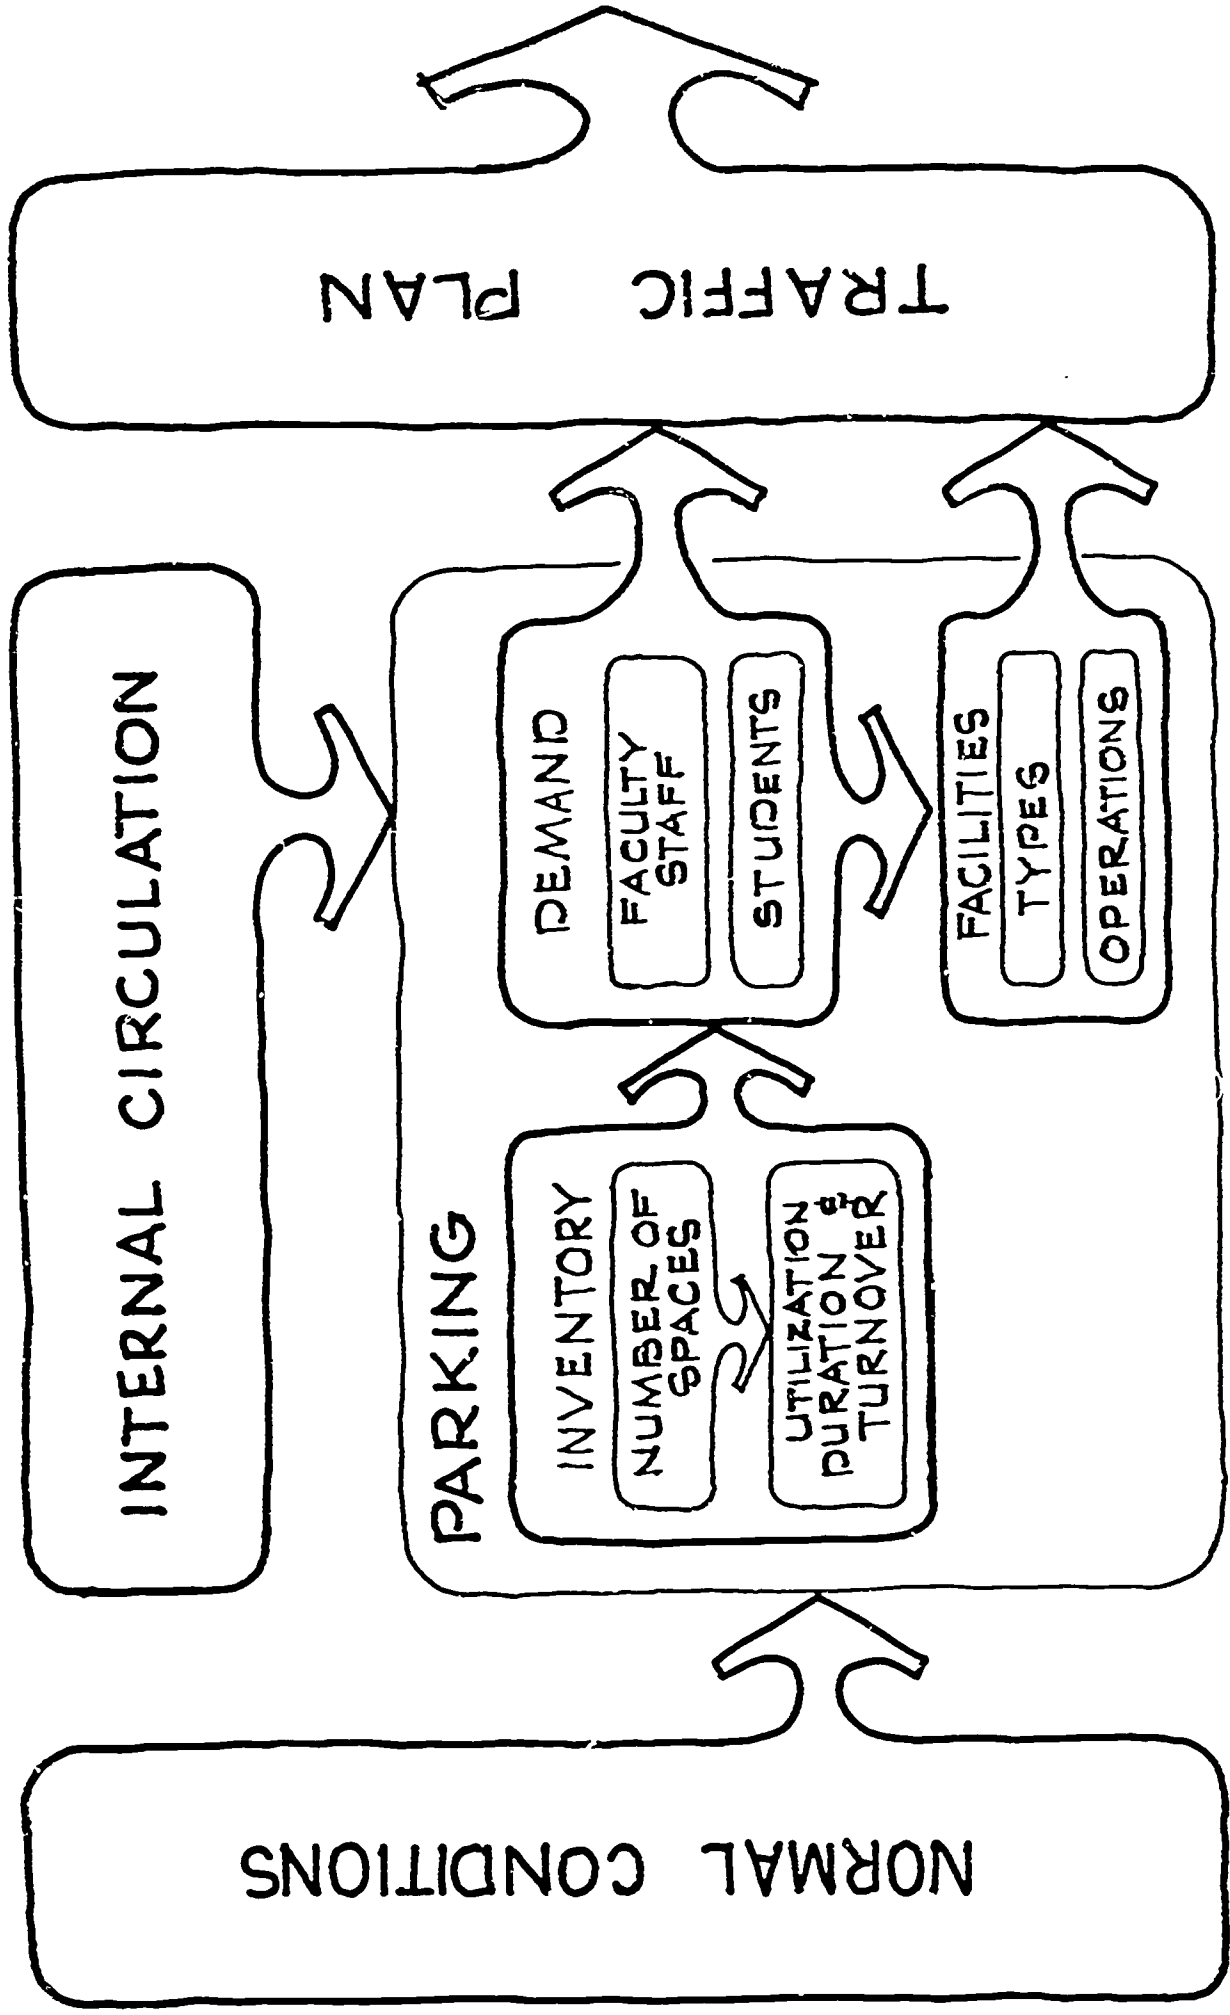 INTERNAL CIRCULATION
NORMAL CONDITIONS
PARKING
INVENTORY
NUMBER OF
SPACES
UTILIZATION
DURATION &
TURNOVER
DEMAND
FACULTY
STAFF
STUDENTS
FACILITIES
TYPES
OPERATIONS
TRAFFIC PLAN